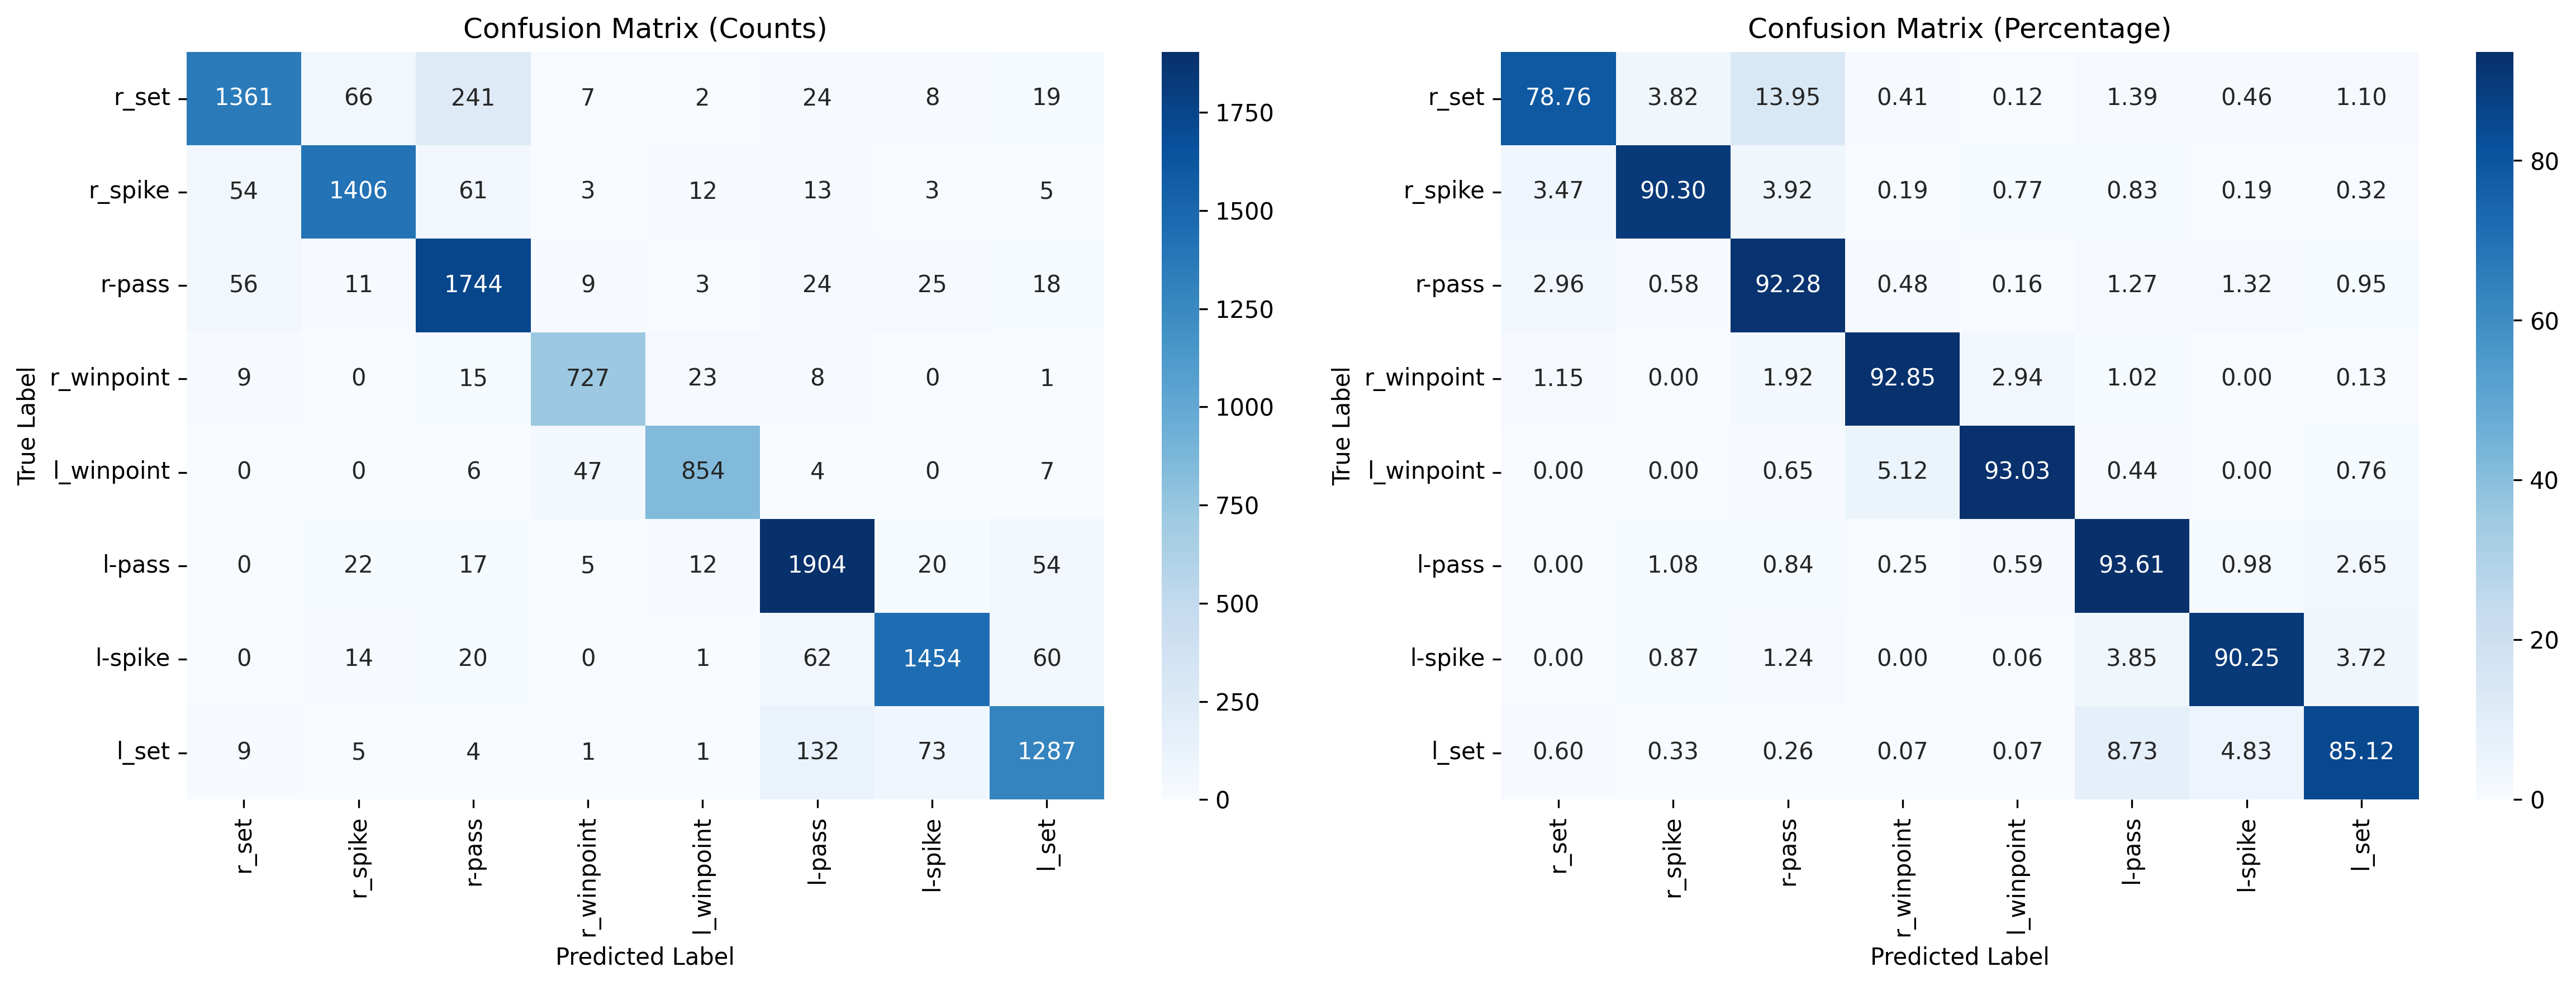 Confusion Matrix (Counts)
True Label
r_set 1361 66 241 7 2 24 8 19
r_spike 54 1406 61 3 12 13 3 5
r-pass 56 11 1744 9 3 24 25 18
r_winpoint 9 0 15 727 23 8 0 1
l_winpoint 0 0 6 47 854 4 0 7
l-pass 0 22 17 5 12 1904 20 54
l-spike 0 14 20 0 1 62 1454 60
l_set 9 5 4 1 1 132 73 1287
r_set r_spike r-pass r_winpoint l_winpoint l-pass l-spike l_set
Predicted Label
1750
1500
1250
1000
750
500
250
0
Confusion Matrix (Percentage)
True Label
r_set 78.76 3.82 13.95 0.41 0.12 1.39 0.46 1.10
r_spike 3.47 90.30 3.92 0.19 0.77 0.83 0.19 0.32
r-pass 2.96 0.58 92.28 0.48 0.16 1.27 1.32 0.95
r_winpoint 1.15 0.00 1.92 92.85 2.94 1.02 0.00 0.13
l_winpoint 0.00 0.00 0.65 5.12 93.03 0.44 0.00 0.76
l-pass 0.00 1.08 0.84 0.25 0.59 93.61 0.98 2.65
l-spike 0.00 0.87 1.24 0.00 0.06 3.85 90.25 3.72
l_set 0.60 0.33 0.26 0.07 0.07 8.73 4.83 85.12
r_set r_spike r-pass r_winpoint l_winpoint l-pass l-spike l_set
Predicted Label
80
60
40
20
0